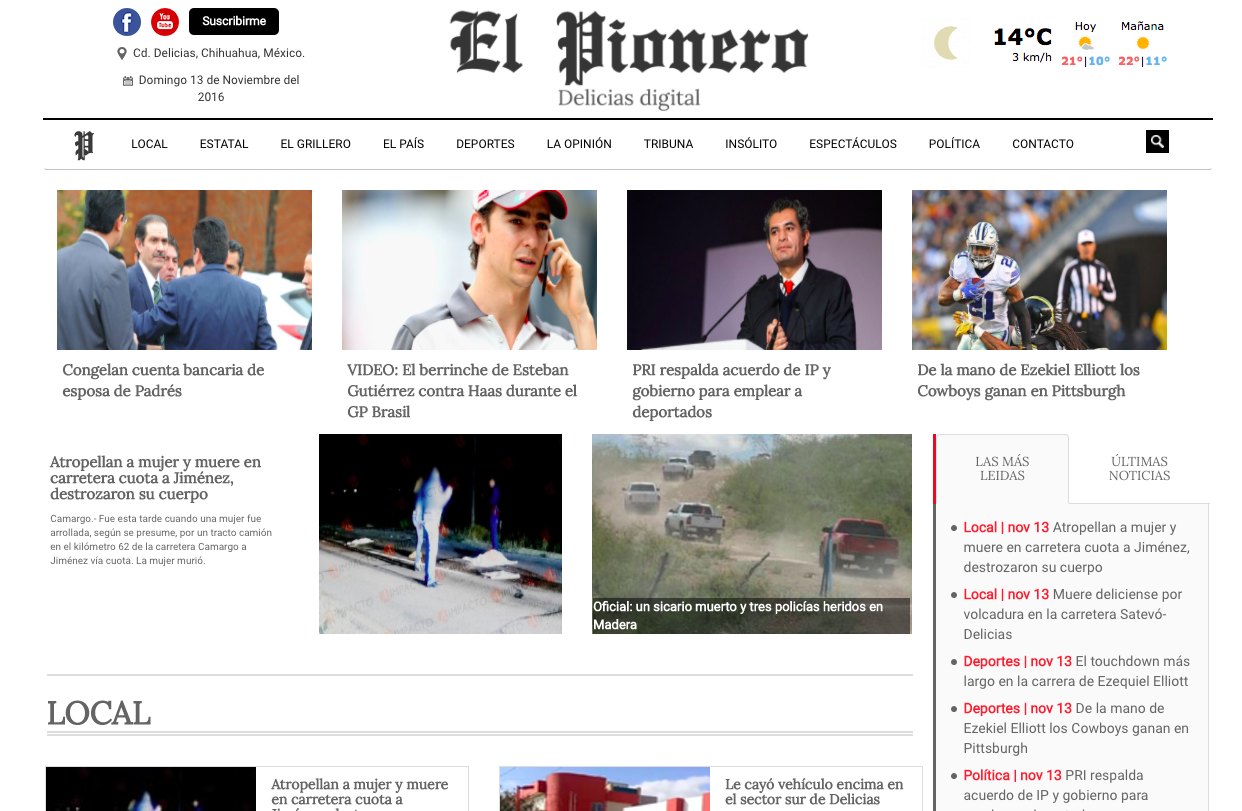 You
Tube
Suscribirme
Cd. Delicias, Chihuahua, México.
Domingo 13 de Noviembre del
2016
El Pionero
Delicias digital
14°C
3 km/h
Hoy
21°|10°
Mañana
22°|11°
P LOCAL ESTATAL EL GRILLERO EL PAÍS DEPORTES LA OPINIÓN TRIBUNA INSÓLITO ESPECTÁCULOS POLÍTICA CONTACTO
21
Congelan cuenta bancaria de
esposa de Padrés
VIDEO: El berrinche de Esteban
Gutiérrez contra Haas durante el
GP Brasil
PRI respalda acuerdo de IP y
gobierno para emplear a
deportados
De la mano de Ezekiel Elliott los
Cowboys ganan en Pittsburgh
Atropellan a mujer y muere en
carretera cuota a Jiménez,
destrozaron su cuerpo
Camargo.- Fue esta tarde cuando una mujer fue
arrollada, según se presume, por un tracto camión
en el kilómetro 62 de la carretera Camargo a
Jiménez vía cuota. La mujer murió.
Oficial: un sicario muerto y tres policías heridos en
Madera
LAS MÁS
LEIDAS
ÚLTIMAS
NOTICIAS
Local | nov 13 Atropellan a mujer y
muere en carretera cuota a Jiménez,
destrozaron su cuerpo
Local | nov 13 Muere deliciense por
volcadura en la carretera Satevó-
Delicias
Deportes | nov 13 El touchdown más
largo en la carrera de Ezequiel Elliott
Deportes | nov 13 De la mano de
Ezekiel Elliott los Cowboys ganan en
Pittsburgh
Política | nov 13 PRI respalda
acuerdo de IP y gobierno para
LOCAL
Atropellan a mujer y muere
en carretera cuota a
Le cayó vehículo encima en
el sector sur de Delicias